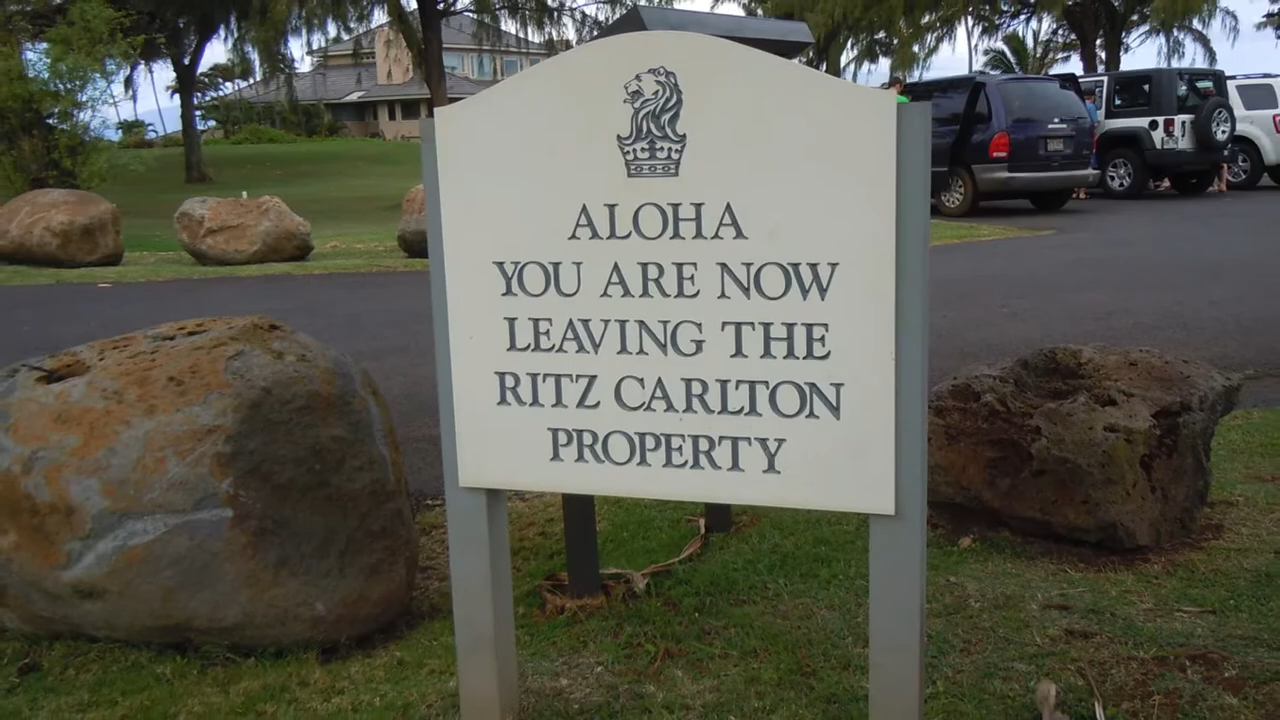 ALOHA
YOU ARE NOW
LEAVING THE
RITZ CARLTON
PROPERTY